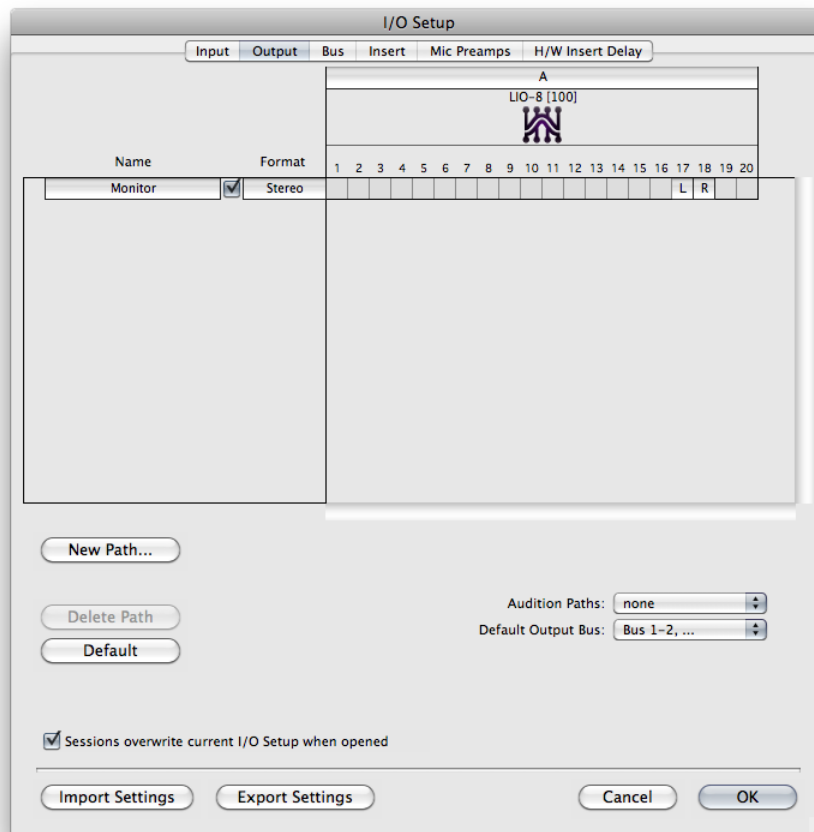 I/O Setup
Input Output Bus Insert Mic Preamps H/W Insert Delay
A
LIO-8 [100]
Name Format 1 2 3 4 5 6 7 8 9 10 11 12 13 14 15 16 17 18 19 20
Monitor Stereo L R
New Path...
Audition Paths: none
Delete Path
Default Output Bus: Bus 1-2, ...
Default
Sessions overwrite current I/O Setup when opened
Import Settings Export Settings Cancel OK